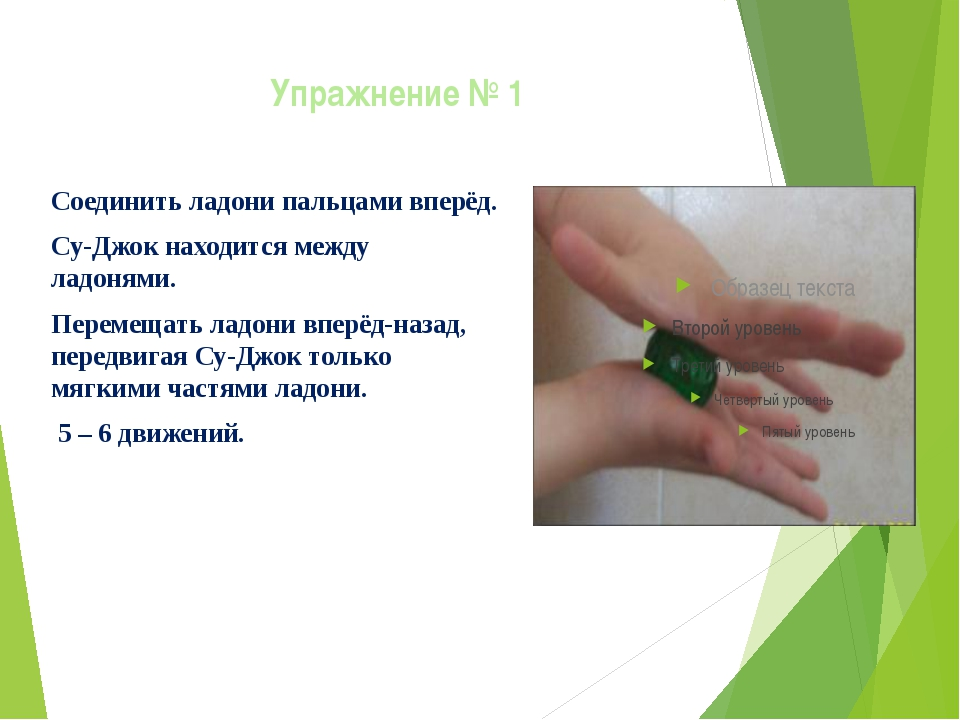 Упражнение № 1
Соединить ладони пальцами вперёд.
Су-Джок находится между
ладонями.
Перемещать ладони вперёд-назад,
передвигая Су-Джок только
мягкими частями ладони.
5 – 6 движений.
Образец текста
Второй уровень
Третий уровень
Четвертый уровень
Пятый уровень